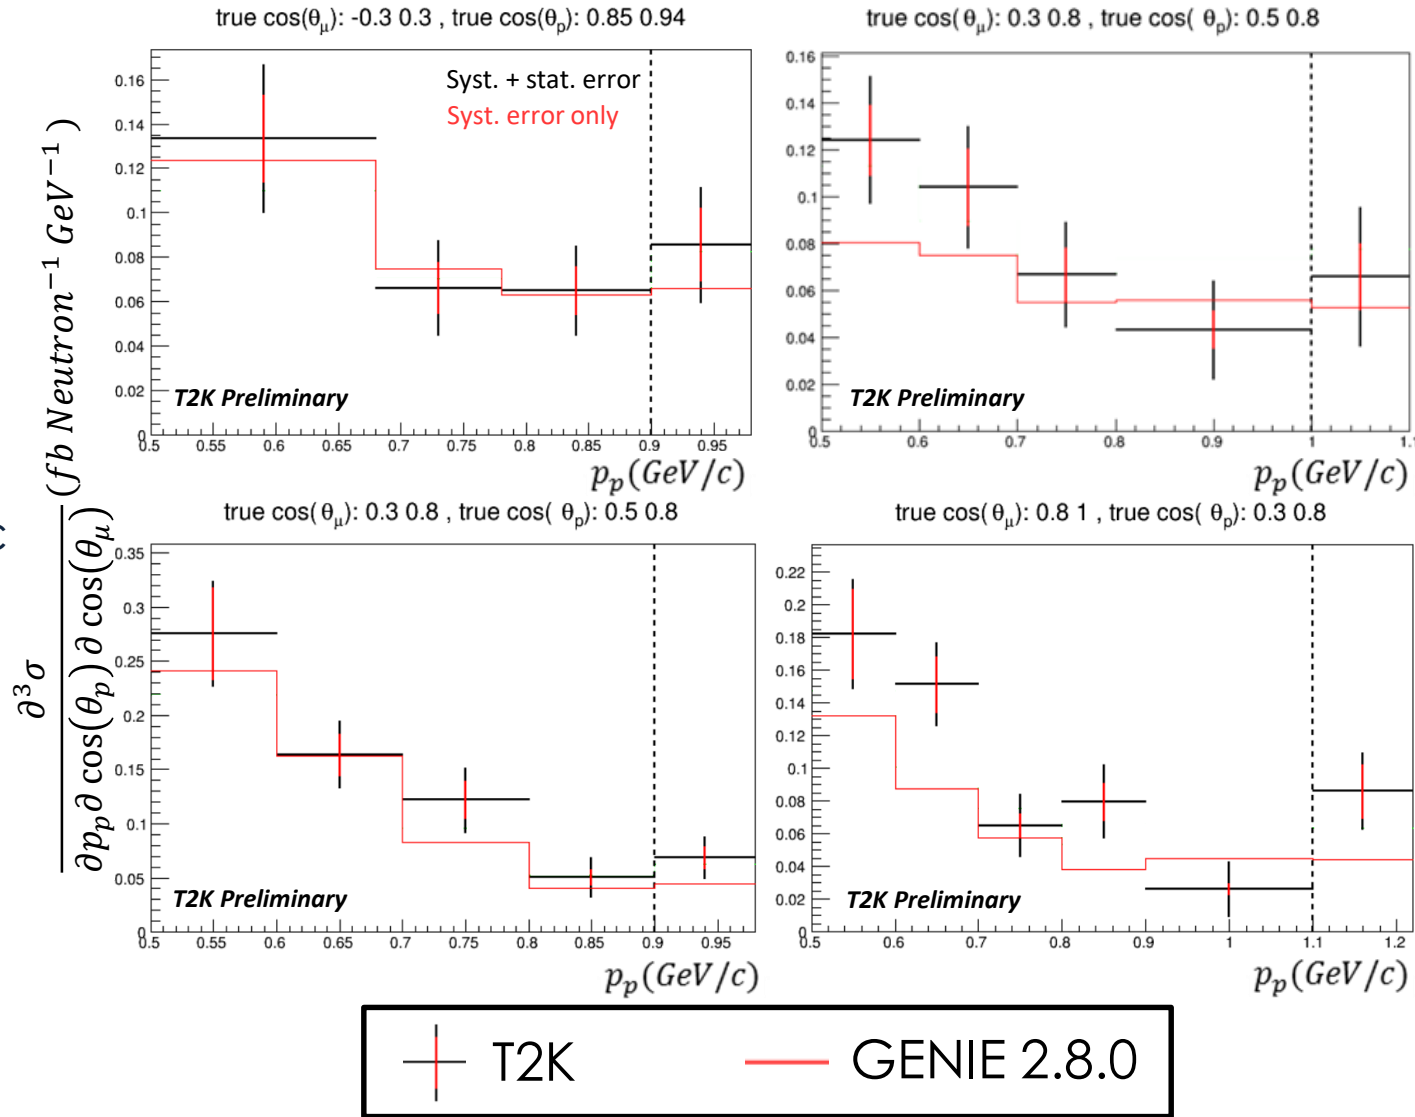 true cos(θμ): -0.3 0.3 , true cos(θp): 0.85 0.94
true cos( θμ): 0.3 0.8 , true cos( θp): 0.5 0.8
0.16
0.14
0.12
0.1
0.08
0.06
0.04
0.02
0
Syst. + stat. error
Syst. error only
T2K Preliminary
0.5 0.55 0.6 0.65 0.7 0.75 0.8 0.85 0.9 0.95
p_p(GeV/c)
0.16
0.14
0.12
0.1
0.08
0.06
0.04
0.02
0
T2K Preliminary
0.5 0.6 0.7 0.8 0.9 1 1.1
p_p(GeV/c)
∂³σ
∂p_p ∂ cos(θ_p) ∂ cos(θ_μ)
(fb Neutron⁻¹ GeV⁻¹)
true cos( θμ): 0.3 0.8 , true cos( θp): 0.5 0.8
true cos( θμ): 0.8 1 , true cos( θp): 0.3 0.8
0.35
0.3
0.25
0.2
0.15
0.1
0.05
0
T2K Preliminary
0.5 0.55 0.6 0.65 0.7 0.75 0.8 0.85 0.9 0.95
p_p(GeV/c)
0.22
0.2
0.18
0.16
0.14
0.12
0.1
0.08
0.06
0.04
0.02
0
T2K Preliminary
0.5 0.6 0.7 0.8 0.9 1 1.1 1.2
p_p(GeV/c)
T2K
GENIE 2.8.0